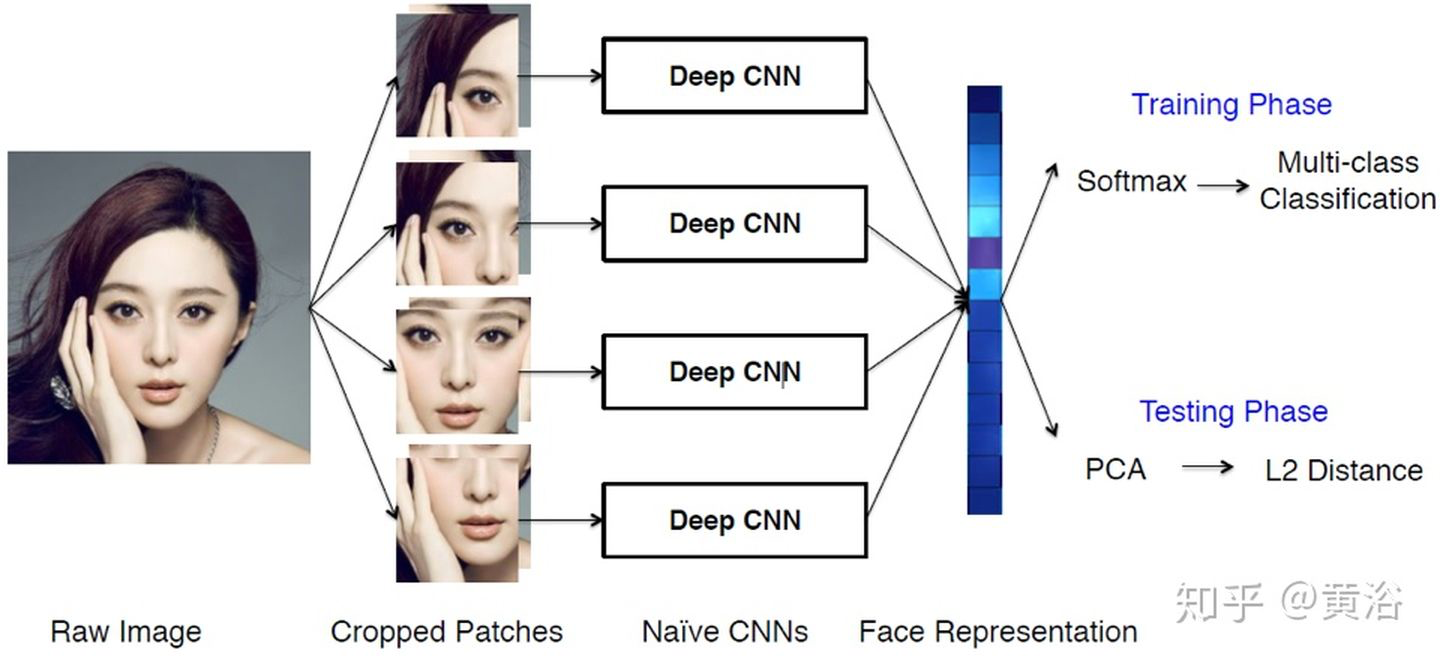 Deep CNN
Deep CNN
Deep CNN
Deep CNN
Training Phase
Softmax
Multi-class
Classification
Testing Phase
PCA
L2 Distance
Raw Image
Cropped Patches
Naïve CNNs
Face Representation
知乎 @黄浴